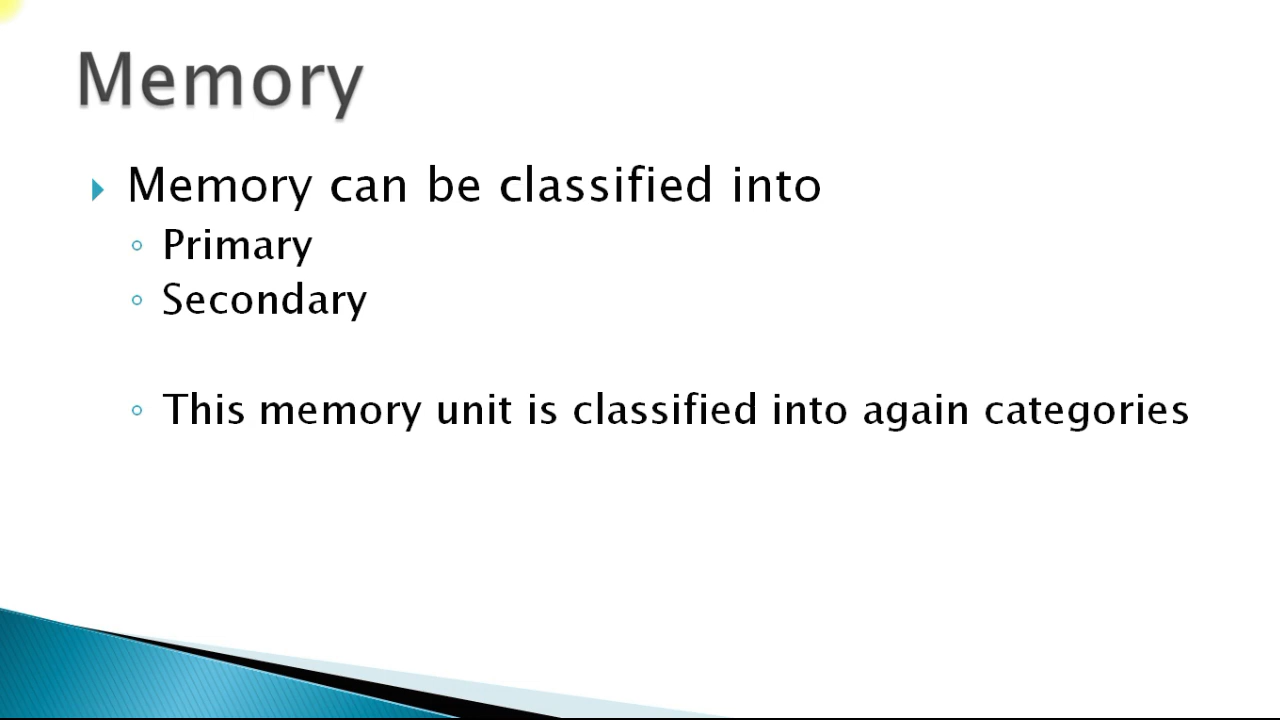 Memory
Memory can be classified into
Primary
Secondary
This memory unit is classified into again categories